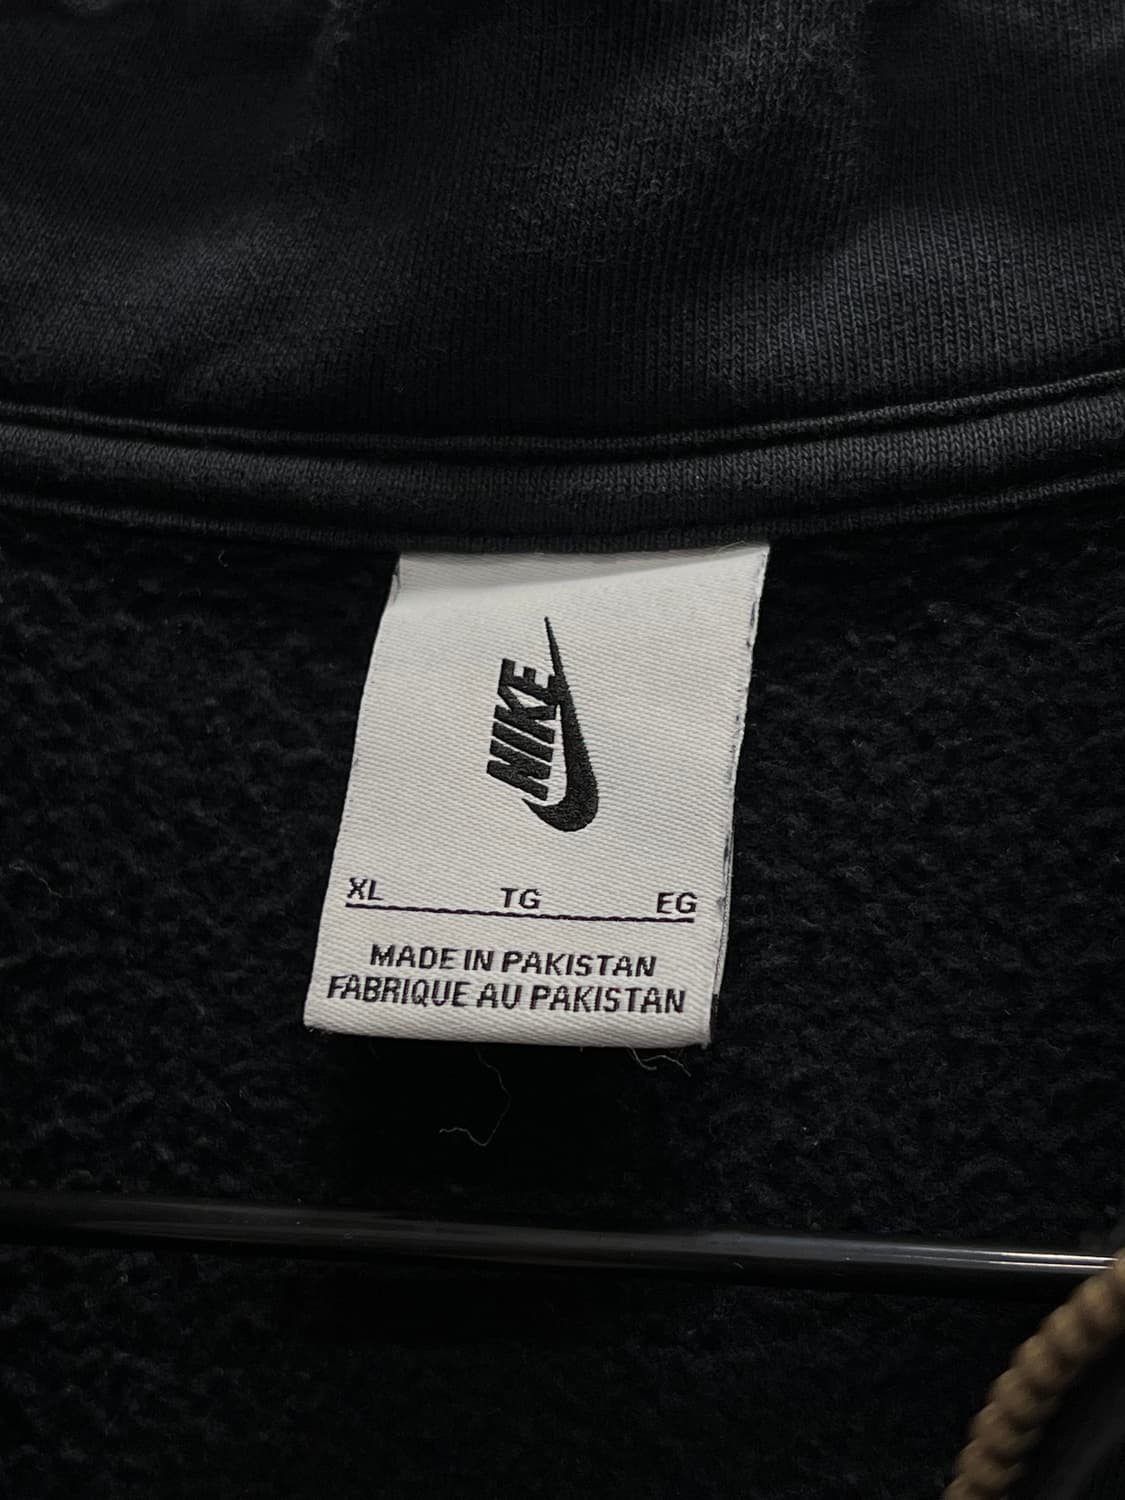 NIKE
XL TG EG
MADE IN PAKISTAN
FABRIQUE AU PAKISTAN